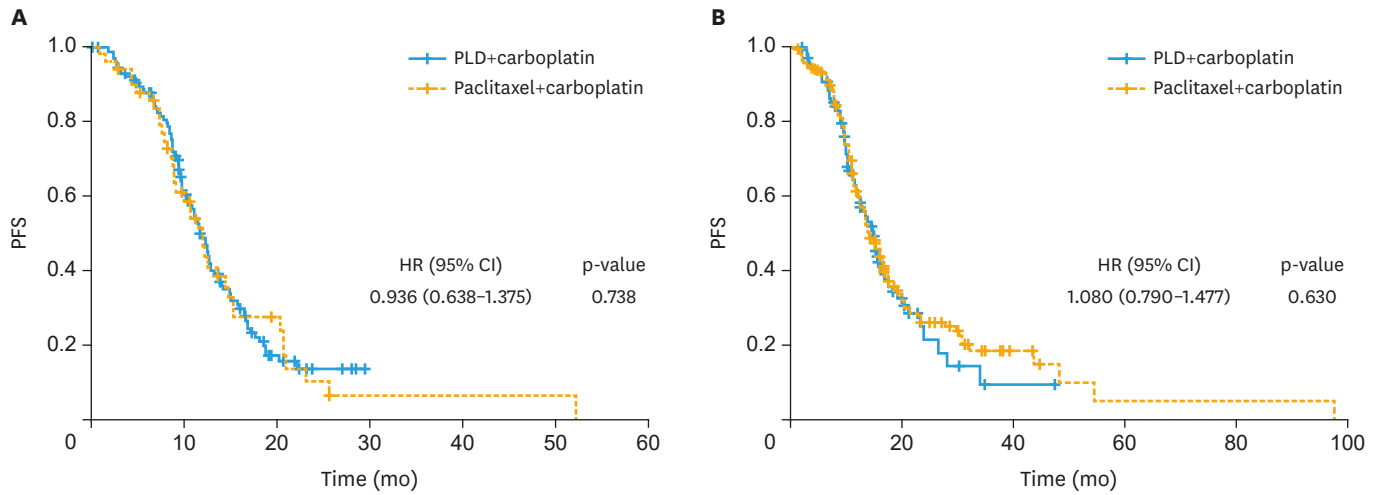 A
1.0
0.8
0.6
0.4
0.2
0
PFS
PLD+carboplatin
Paclitaxel+carboplatin
HR (95% CI) p-value
0.936 (0.638–1.375) 0.738
10 20 30 40 50 60
Time (mo)
B
1.0
0.8
0.6
0.4
0.2
0
PFS
PLD+carboplatin
Paclitaxel+carboplatin
HR (95% CI) p-value
1.080 (0.790–1.477) 0.630
20 40 60 80 100
Time (mo)